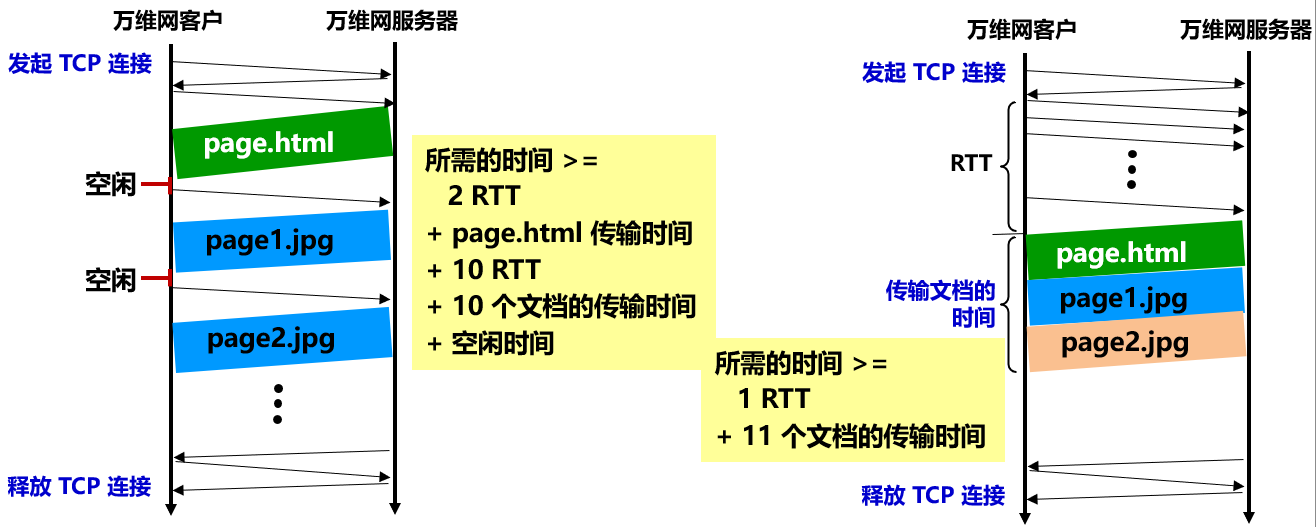 万维网客户
万维网服务器
发起 TCP 连接
page.html
空闲
page1.jpg
空闲
page2.jpg
释放 TCP 连接
所需的时间 >=
2 RTT
+ page.html 传输时间
+ 10 RTT
+ 10 个文档的传输时间
+ 空闲时间
万维网客户
万维网服务器
发起 TCP 连接
RTT
page.html
传输文档的
时间
page1.jpg
page2.jpg
所需的时间 >=
1 RTT
+ 11 个文档的传输时间
释放 TCP 连接